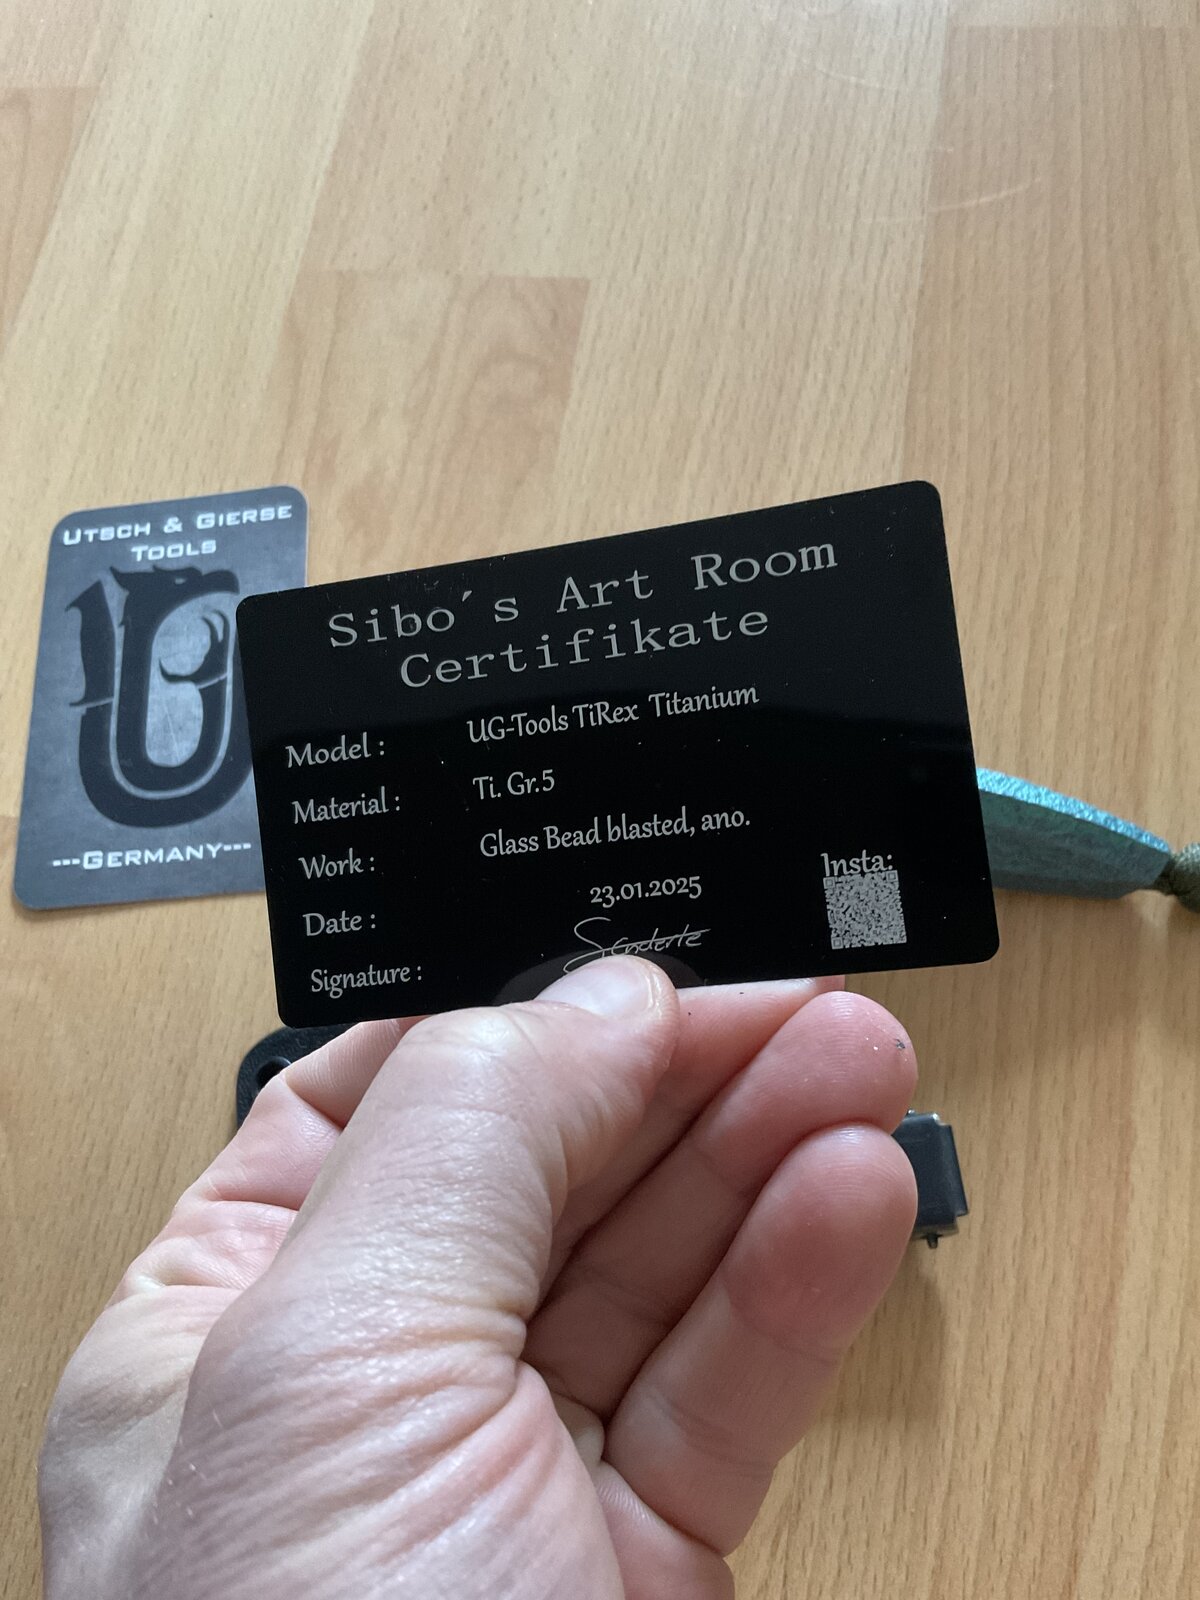 UTSCH & GIERSE
TOOLS
---GERMANY---
Sibo´s Art Room
Certifikate
Model : UG-Tools TiRex Titanium
Material : Ti. Gr.5
Work : Glass Bead blasted, ano.
Date : 23.01.2025
Signature :
Insta: